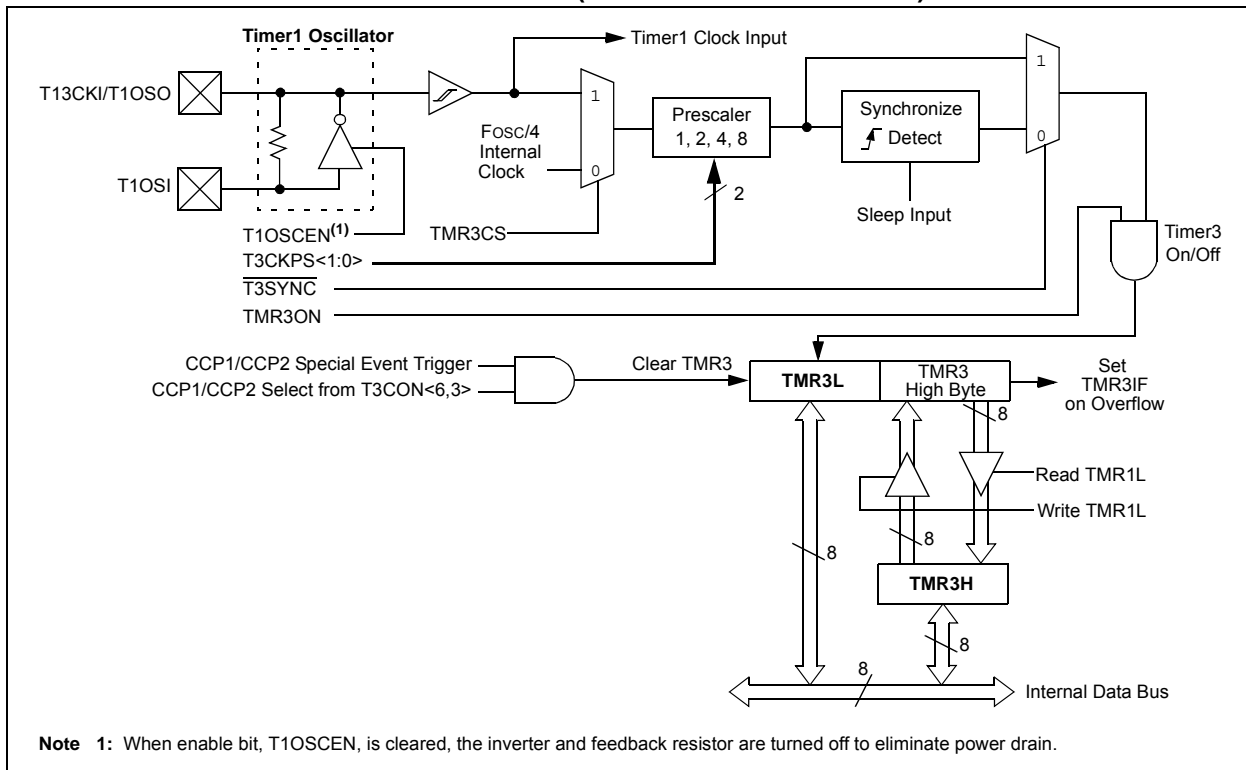 Timer1 Oscillator
Timer1 Clock Input
T13CKI/T1OSO
1
1
FOSC/4
Internal
Clock
Prescaler
1, 2, 4, 8
Synchronize
Detect
0
0
T1OSI
2
Sleep Input
T1OSCEN(1)
TMR3CS
T3CKPS<1:0>
T3SYNC
TMR3ON
Timer3
On/Off
CCP1/CCP2 Special Event Trigger
CCP1/CCP2 Select from T3CON<6,3>
Clear TMR3
TMR3L
TMR3
High Byte
Set
TMR3IF
on Overflow
8
Read TMR1L
Write TMR1L
8
8
TMR3H
8
8
Internal Data Bus
Note 1: When enable bit, T1OSCEN, is cleared, the inverter and feedback resistor are turned off to eliminate power drain.